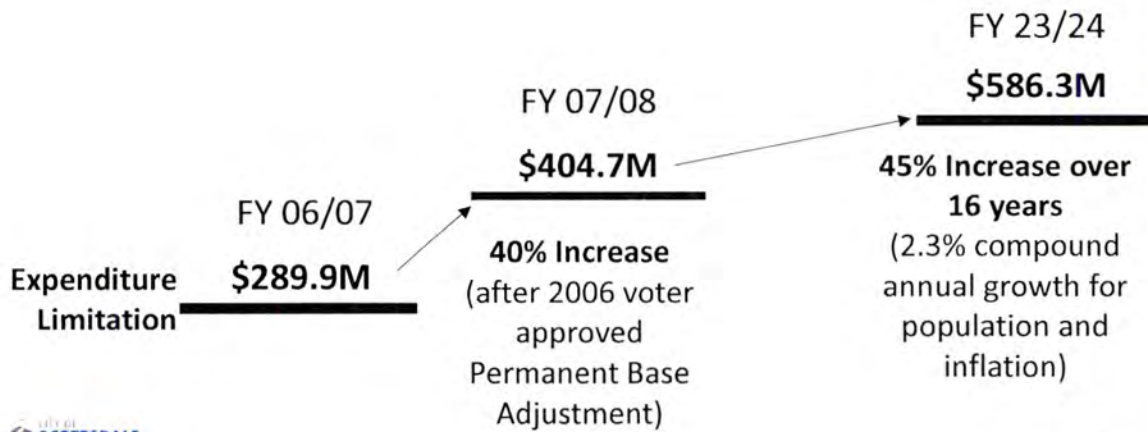 FY 06/07
$289.9M
Expenditure
Limitation
FY 07/08
$404.7M
40% Increase
(after 2006 voter
approved
Permanent Base
Adjustment)
FY 23/24
$586.3M
45% Increase over
16 years
(2.3% compound
annual growth for
population and
inflation)